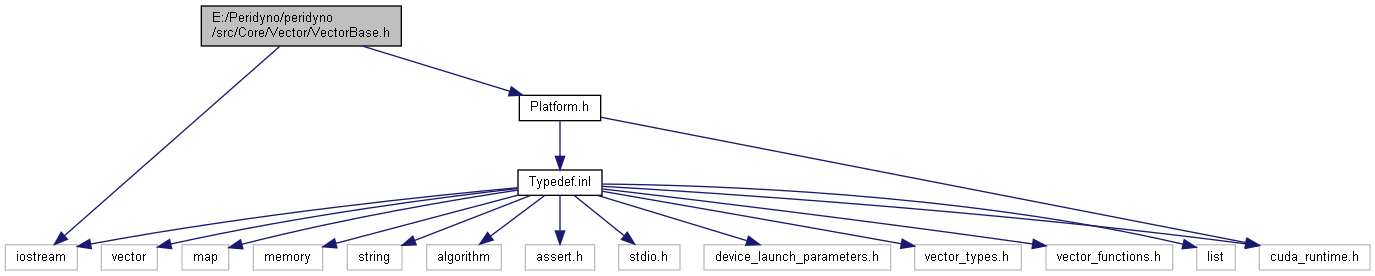 E:/Peridyno/peridyno
/src/Core/Vector/VectorBase.h
Platform.h
Typedef.inl
iostream
vector
map
memory
string
algorithm
assert.h
stdio.h
device_launch_parameters.h
vector_types.h
vector_functions.h
list
cuda_runtime.h